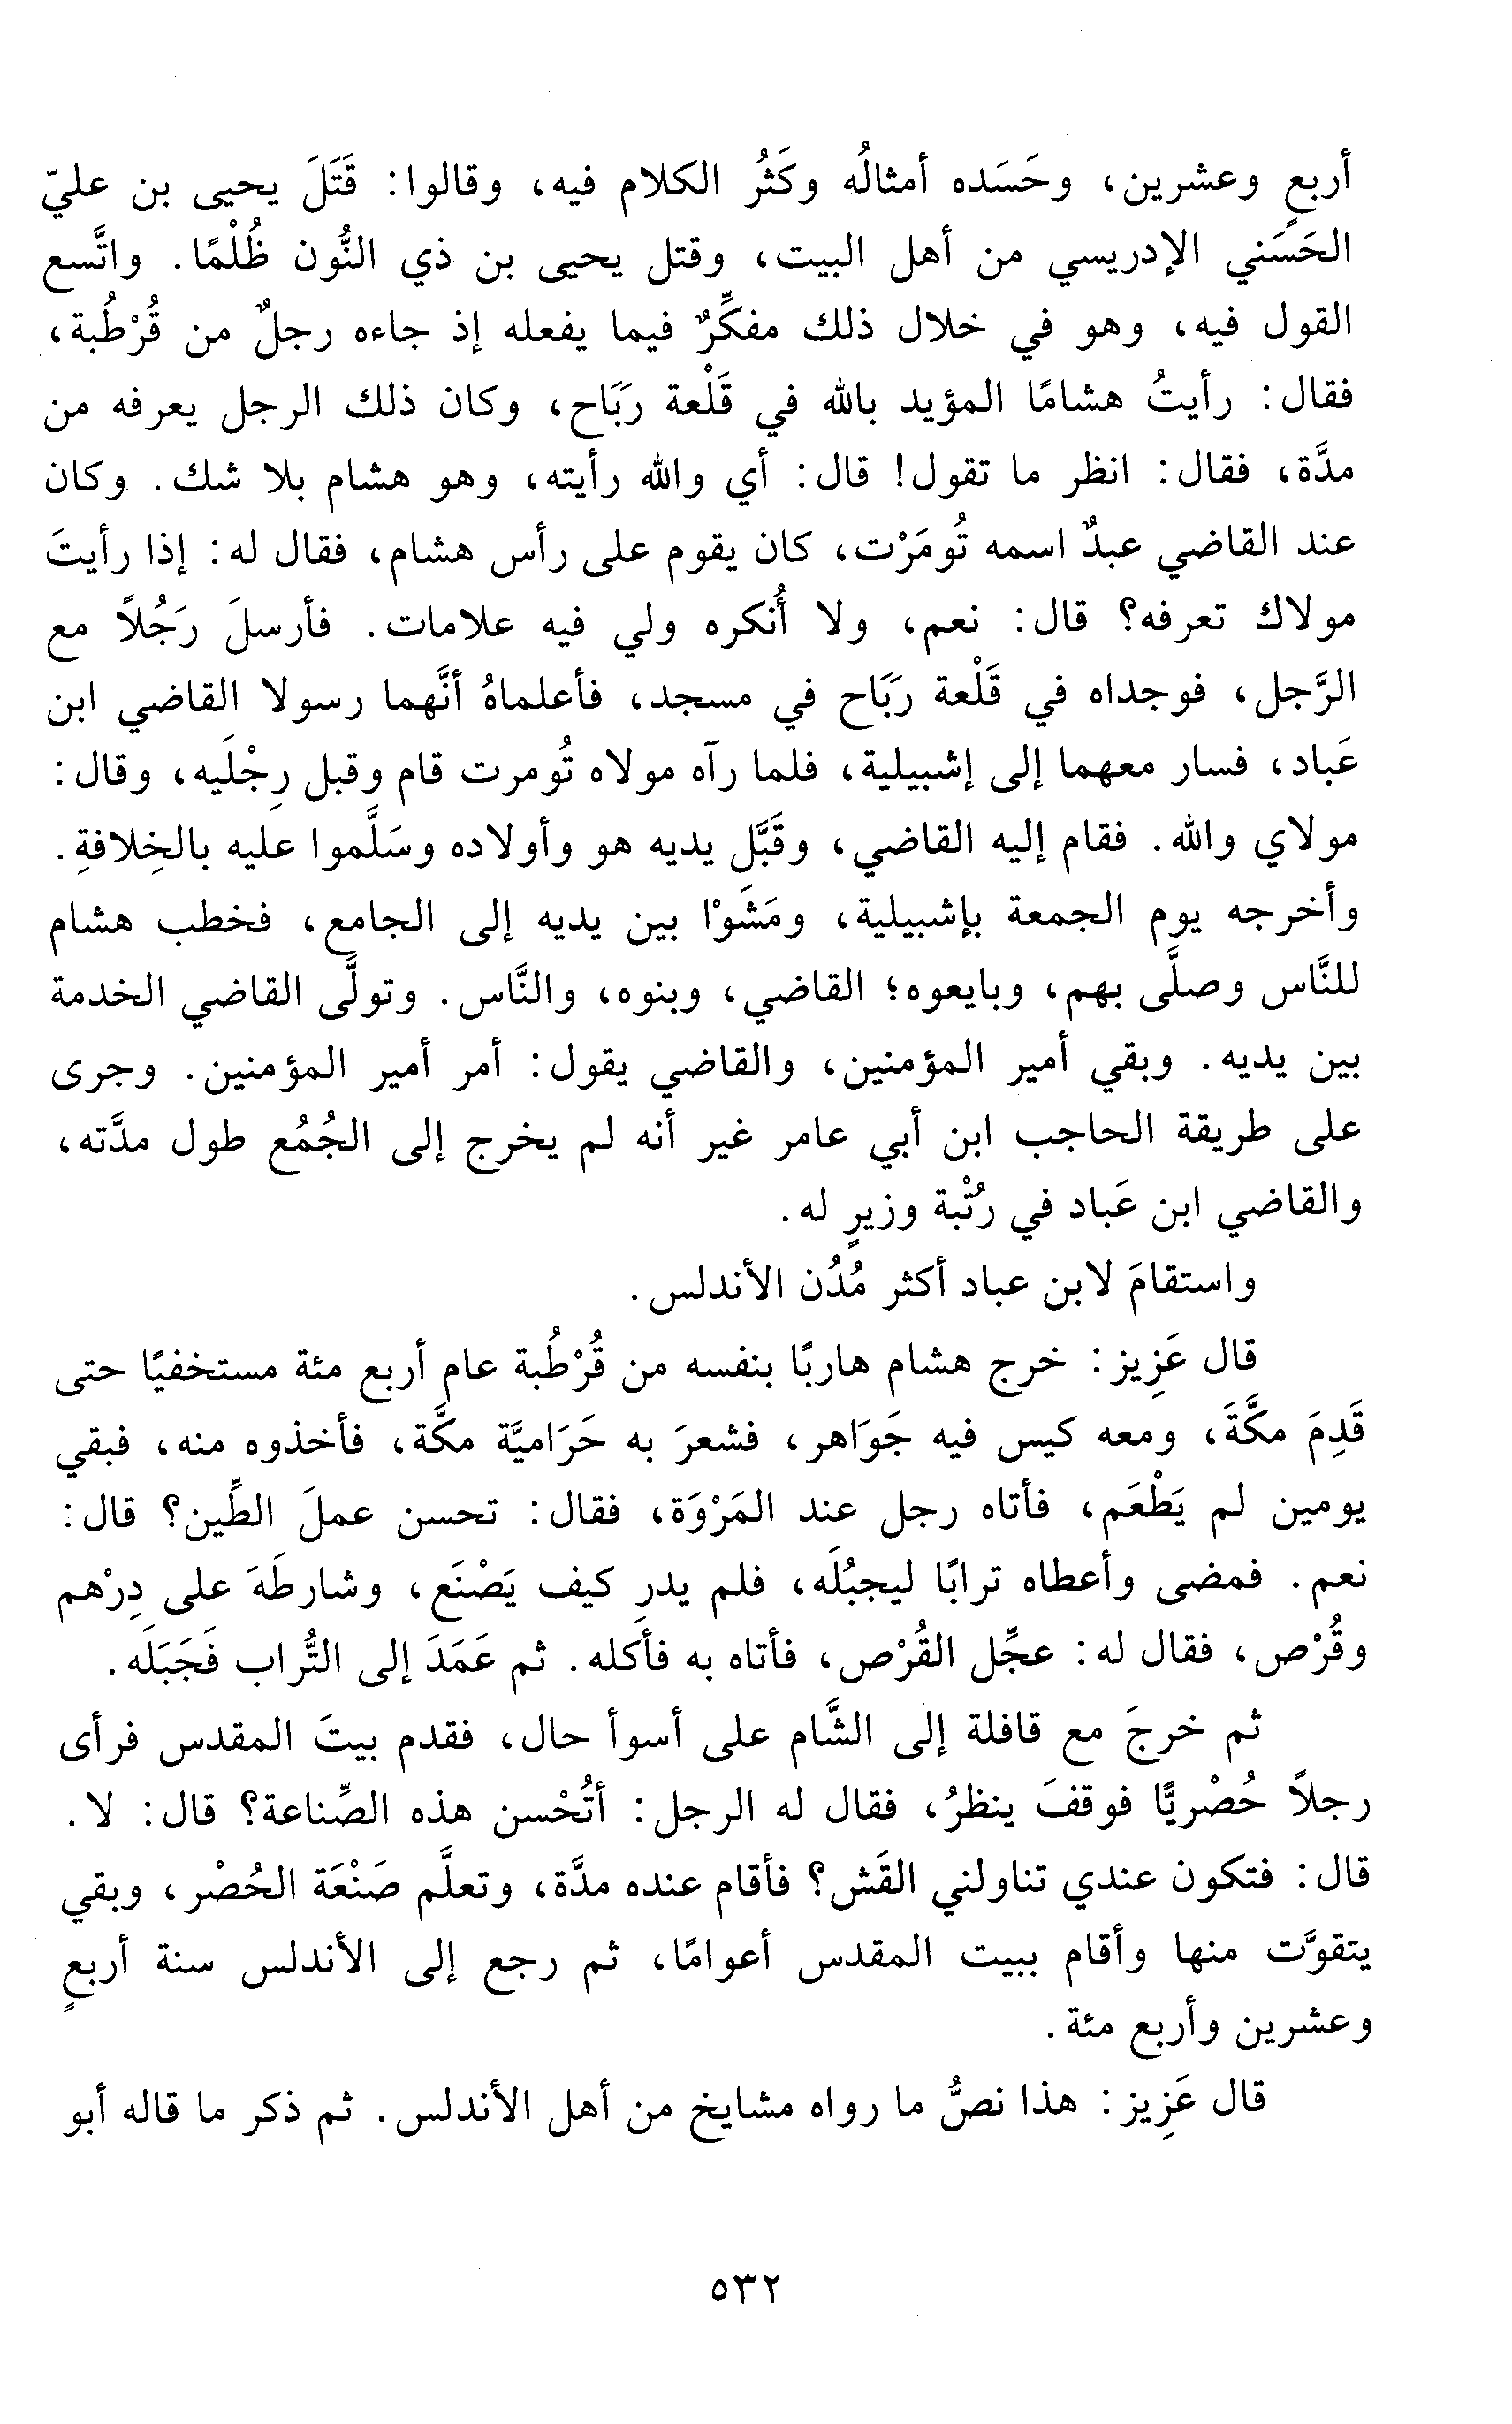 أربعٍ وعشرين، وحَسَده أمثالُه وكَثُر الكلام فيه، وقالوا: قَتَلَ يحيى بن عليّ
الحَسَني الإدريسي من أهل البيت، وقتل يحيى بن ذي النُّون ظُلْمًا. واتَّسع
القول فيه، وهو في خلال ذلك مفكِّرٌ فيما يفعله إذ جاءه رجلٌ من قُرْطُبة،
فقال: رأيتُ هشامًا المؤيد بالله في قَلْعة رَبَاح، وكان ذلك الرجل يعرفه من
مدَّة، فقال: انظر ما تقول! قال: أي والله رأيته، وهو هشام بلا شك. وكان
عند القاضي عبدٌ اسمه تُومَرْت، كان يقوم على رأس هشام، فقال له: إذا رأيتَ
مولاك تعرفه؟ قال: نعم، ولا أُنكره ولي فيه علامات. فأرسلَ رَجُلاً مع
الرَّجل، فوجداه في قَلْعة رَبَاح في مسجد، فأعلماهُ أنَّهما رسولا القاضي ابن
عَباد، فسار معهما إلى إشبيلية، فلما رآه مولاه تُومرت قام وقبل رِجْلَيه، وقال:
مولاي والله. فقام إليه القاضي، وقَبَّل يديه هو وأولاده وسَلَّموا عليه بالخِلافةِ.
وأخرجه يوم الجمعة بإشبيلية، ومَشَوْا بين يديه إلى الجامع، فخطب هشام
للنَّاس وصلَّى بهم، وبايعوه؛ القاضي، وبنوه، والنَّاس. وتولَّى القاضي الخدمة
بين يديه. وبقي أمير المؤمنين، والقاضي يقول: أمر أمير المؤمنين. وجرى
على طريقة الحاجب ابن أبي عامر غير أنه لم يخرج إلى الجُمُع طول مدَّته،
والقاضي ابن عَباد في رُتْبة وزيرٍ له.
واستقامَ لابن عباد أكثر مُدُن الأندلس.
قال عَزِيز: خرج هشام هاربًا بنفسه من قُرْطُبة عام أربع مئة مستخفيًا حتى
قَدِمَ مكَّةَ، ومعه كيس فيه جَوَاهر، فشعرَ به حَرَاميَّة مكَّة، فأخذوه منه، فبقي
يومين لم يَطْعَم، فأتاه رجل عند المَرْوَة، فقال: تحسن عملَ الطِّين؟ قال:
نعم. فمضى وأعطاه ترابًا ليجبُلَه، فلم يدرِ كيف يَصْنَع، وشارطَهَ على دِرْهم
وقُرْص، فقال له: عجِّل القُرْص، فأتاه به فأكله. ثم عَمَدَ إلى التُّراب فَجَبَلَه.
ثم خرجَ مع قافلة إلى الشَّام على أسوأ حال، فقدم بيتَ المقدس فرأى
رجلاً حُصْريًّا فوقفَ ينظرُ، فقال له الرجل: أتُحْسن هذه الصِّناعة؟ قال: لا.
قال: فتكون عندي تناولني القَش؟ فأقام عنده مدَّة، وتعلَّم صَنْعَة الحُصْر، وبقي
يتقوَّت منها وأقام ببيت المقدس أعوامًا، ثم رجع إلى الأندلس سنة أربعٍ
وعشرين وأربع مئة.
قال عَزِيز: هذا نصُّ ما رواه مشايخ من أهل الأندلس. ثم ذكر ما قاله أبو
٥٣٢